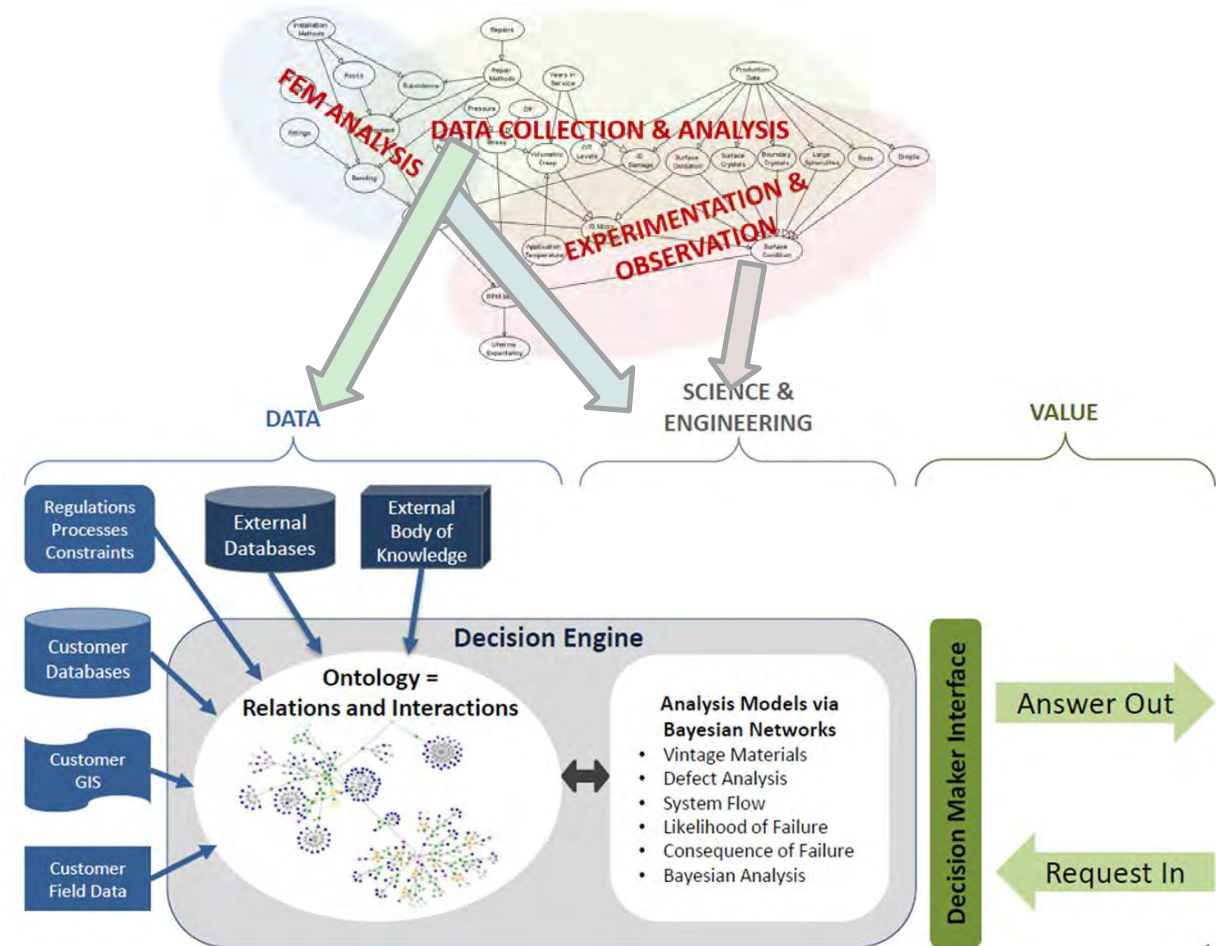 Installation
Methods
Repairs
Rocks
Subsidence
Repair
Methods
Years in
Service
Production
Date
FEM ANALYSIS
Pressure
DR
DATA COLLECTION & ANALYSIS
Fittings
Stress
Volumetric
Creep
Levels
ID
Damage
Surface
Oxidation
Surface
Crystals
Boundary
Crystals
Large
Spherulites
Rods
Dimple
Bending
EXPERIMENTATION &
OBSERVATION
Application
Temperature
Surface
Condition
Lifetime
Expectancy
DATA
SCIENCE &
ENGINEERING
VALUE
Regulations
Processes
Constraints
External
Databases
External
Body of
Knowledge
Customer
Databases
Customer
GIS
Customer
Field Data
Decision Engine
Ontology =
Relations and Interactions
Analysis Models via
Bayesian Networks
• Vintage Materials
• Defect Analysis
• System Flow
• Likelihood of Failure
• Consequence of Failure
• Bayesian Analysis
Decision Maker Interface
Answer Out
Request In